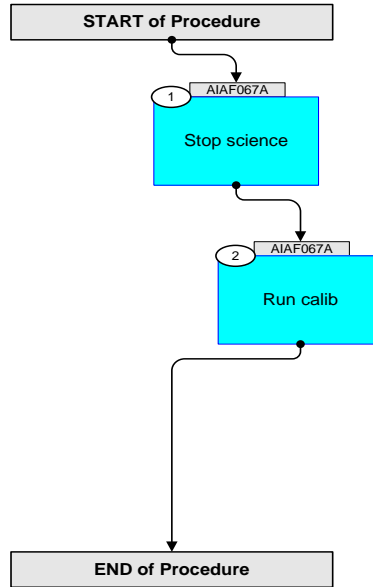 START of Procedure
AIAF067A
1
Stop science
AIAF067A
2
Run calib
END of Procedure